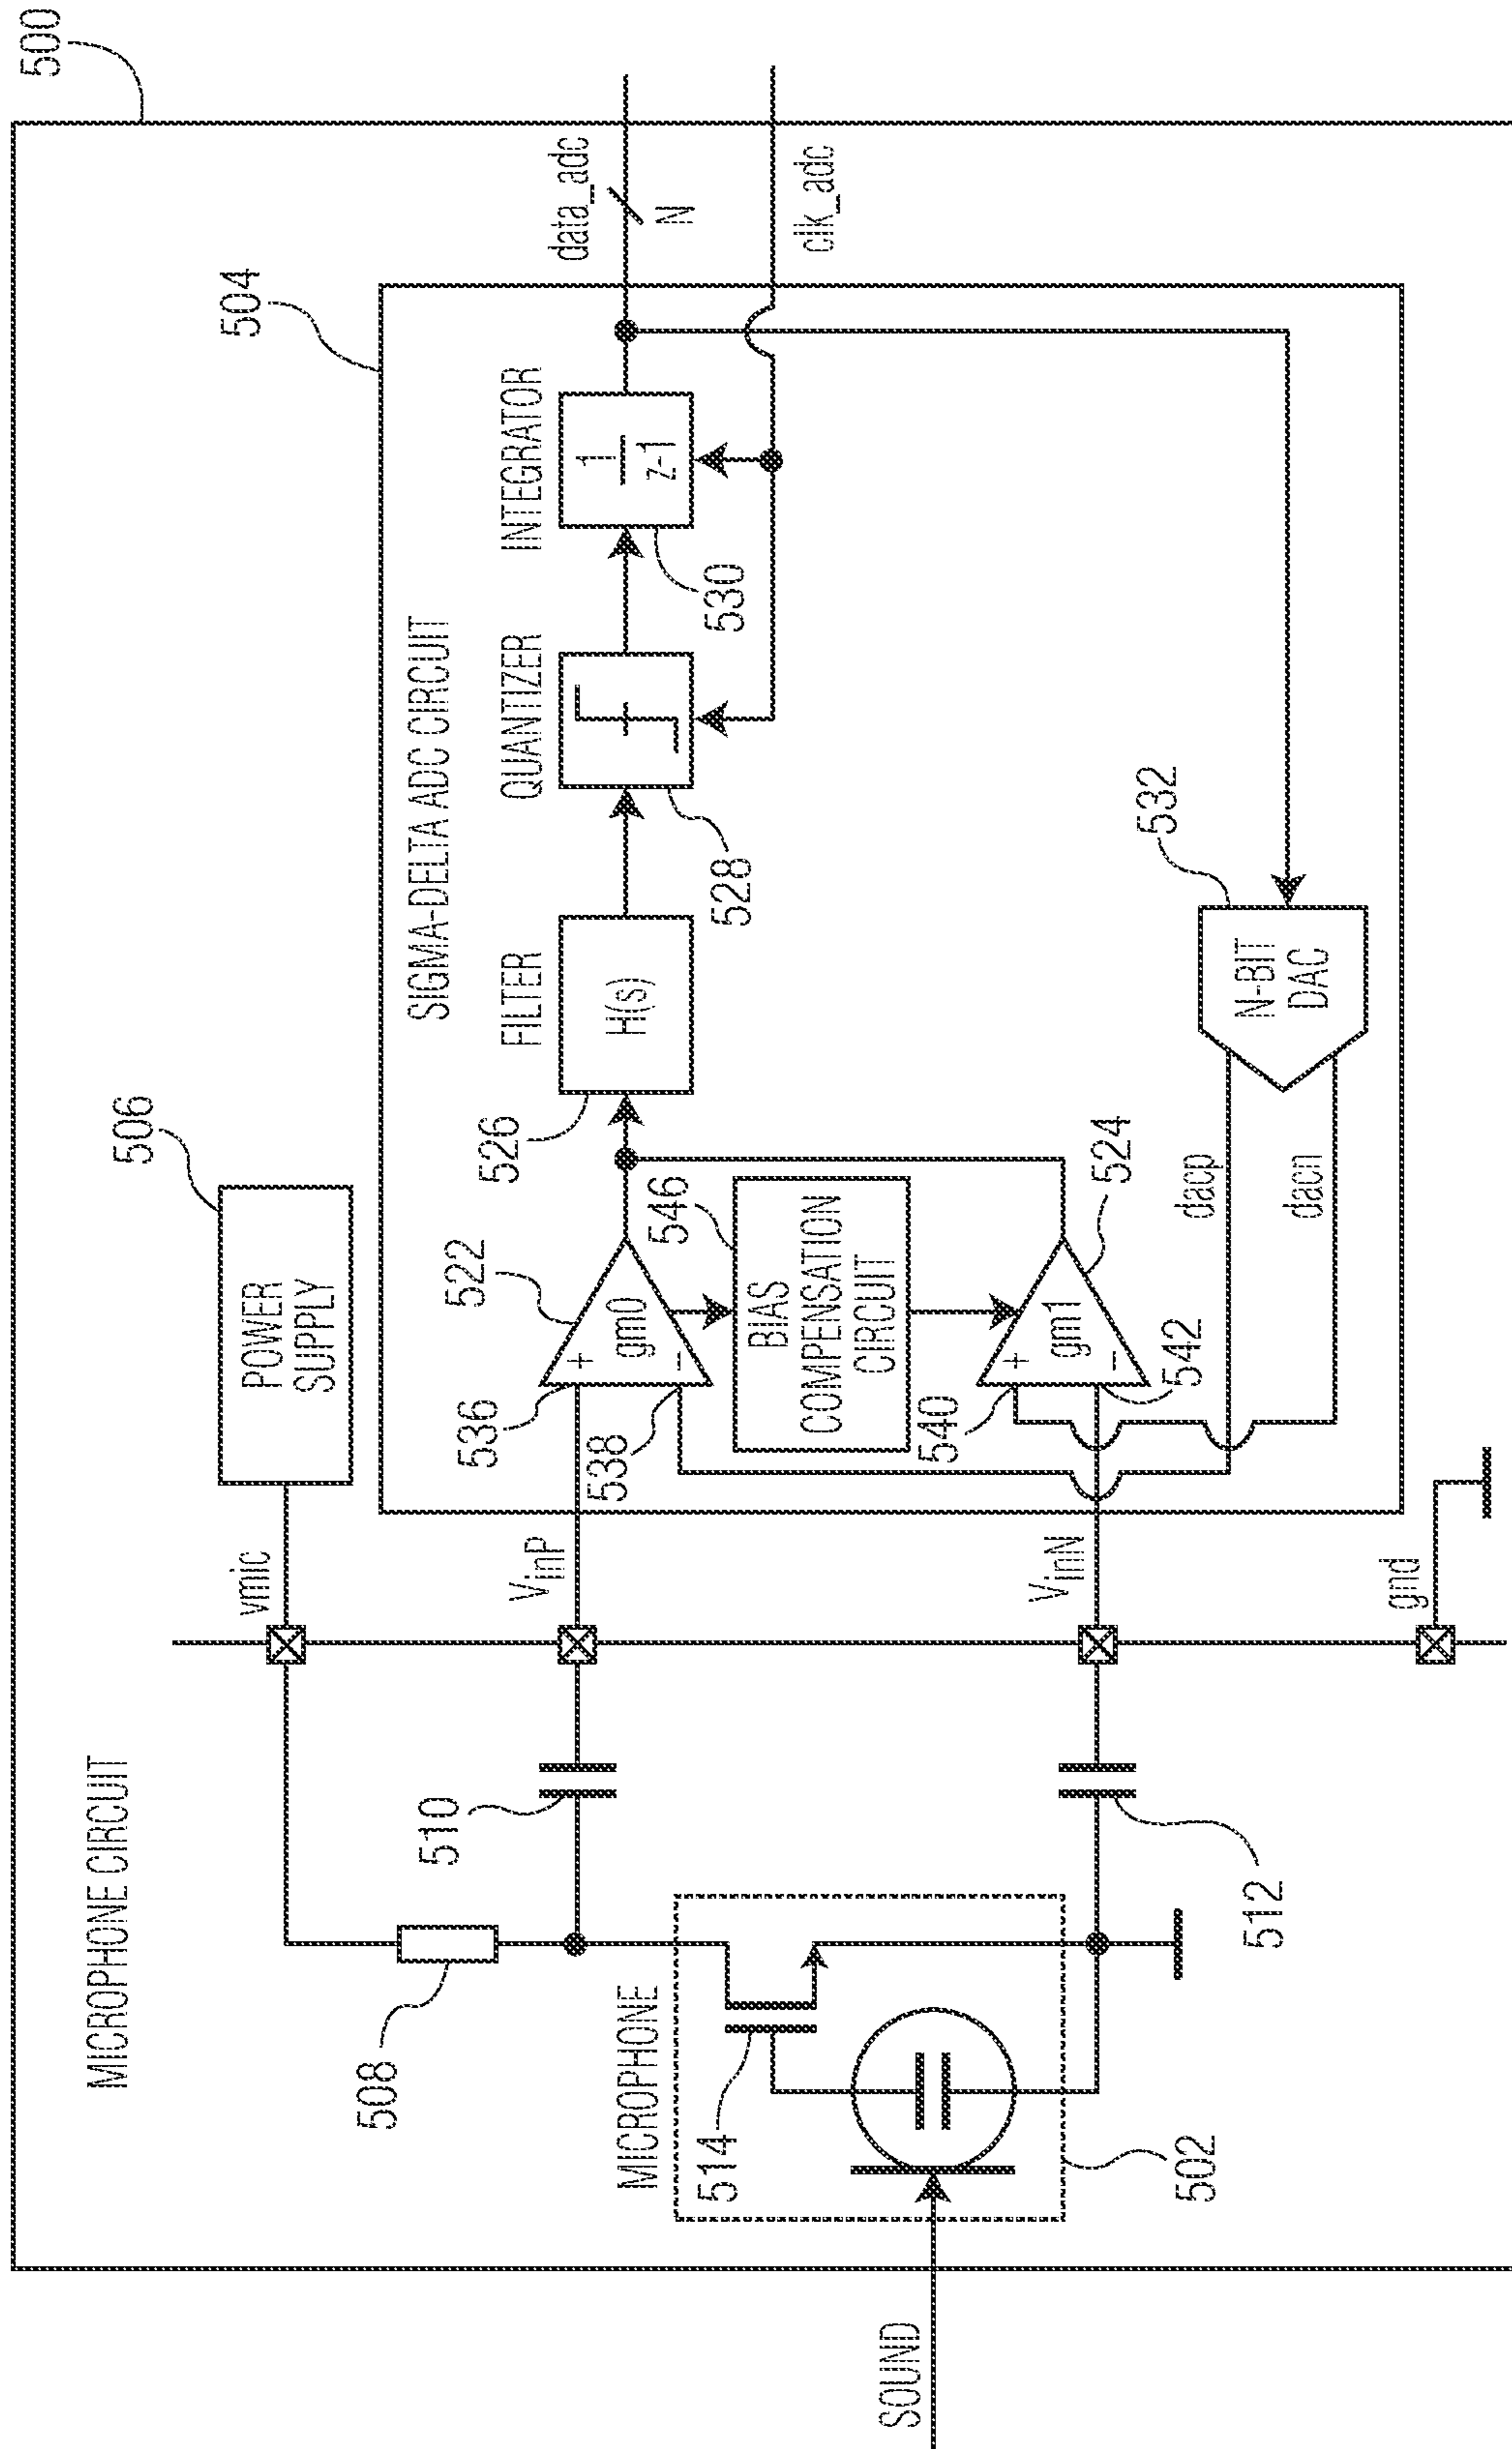 500
MICROPHONE CIRCUIT
506
POWER
SUPPLY
504
vmic
508
SIGMA-DELTA ADC CIRCUIT
510
536
522
526
FILTER
QUANTIZER
INTEGRATOR
data_adc
V_inP
+
gm0
−
H(s)
1
z-1
N
MICROPHONE
538
546
528
530
514
BIAS
COMPENSATION
CIRCUIT
clk_adc
SOUND
540
+
gm1
−
V_inN
524
532
542
502
512
dacp
N-BIT
DAC
dacn
gnd